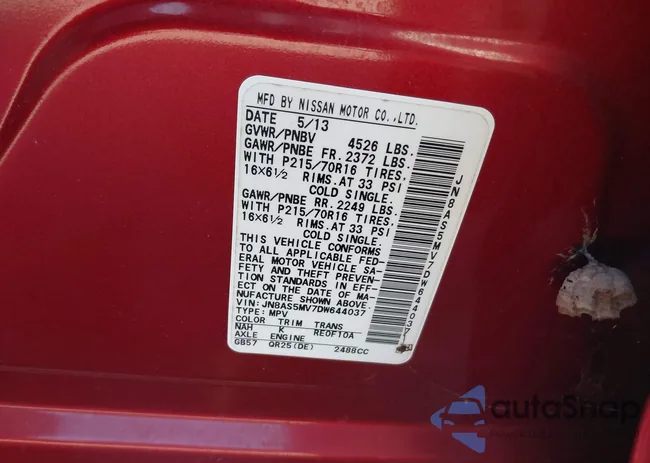 MFD BY NISSAN MOTOR CO.,LTD.
DATE 5/13
GVWR/PNBV 4526 LBS.
GAWR/PNBE FR. 2372 LBS.
WITH P215/70R16 TIRES.
16X6½ RIMS.AT 33 PSI
COLD SINGLE.
GAWR/PNBE RR. 2249 LBS.
WITH P215/70R16 TIRES.
16X6½ RIMS.AT 33 PSI
COLD SINGLE.
THIS VEHICLE CONFORMS
TO ALL APPLICABLE FED-
ERAL MOTOR VEHICLE SA-
FETY AND THEFT PREVEN-
TION STANDARDS IN EFF-
ECT ON THE DATE OF MA-
NUFACTURE SHOWN ABOVE.
VIN: JN8AS5MV7DW644037
TYPE: MPV
COLOR TRIM TRANS
NAH K RE0F10A
AXLE ENGINE
GB57 QR25(DE) 2488CC
JN8AS5MV7DW644037
autoSnap